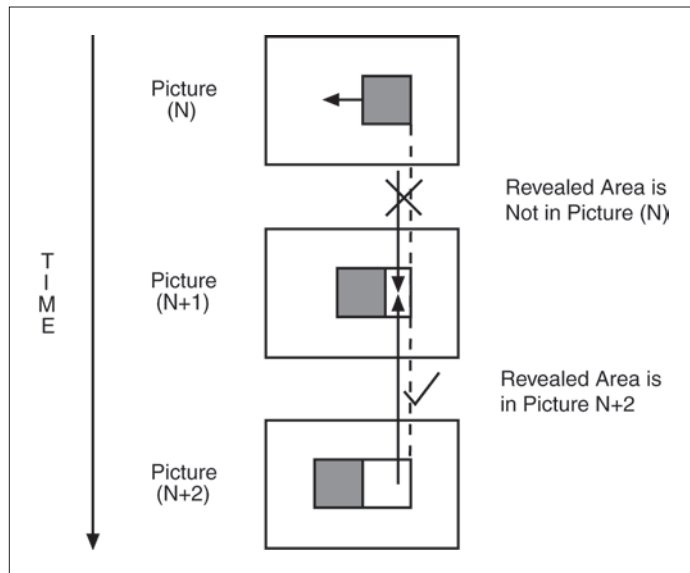 Picture
(N)
Revealed Area is
Not in Picture (N)
T
I
M
E
Picture
(N+1)
Revealed Area is
in Picture N+2
Picture
(N+2)